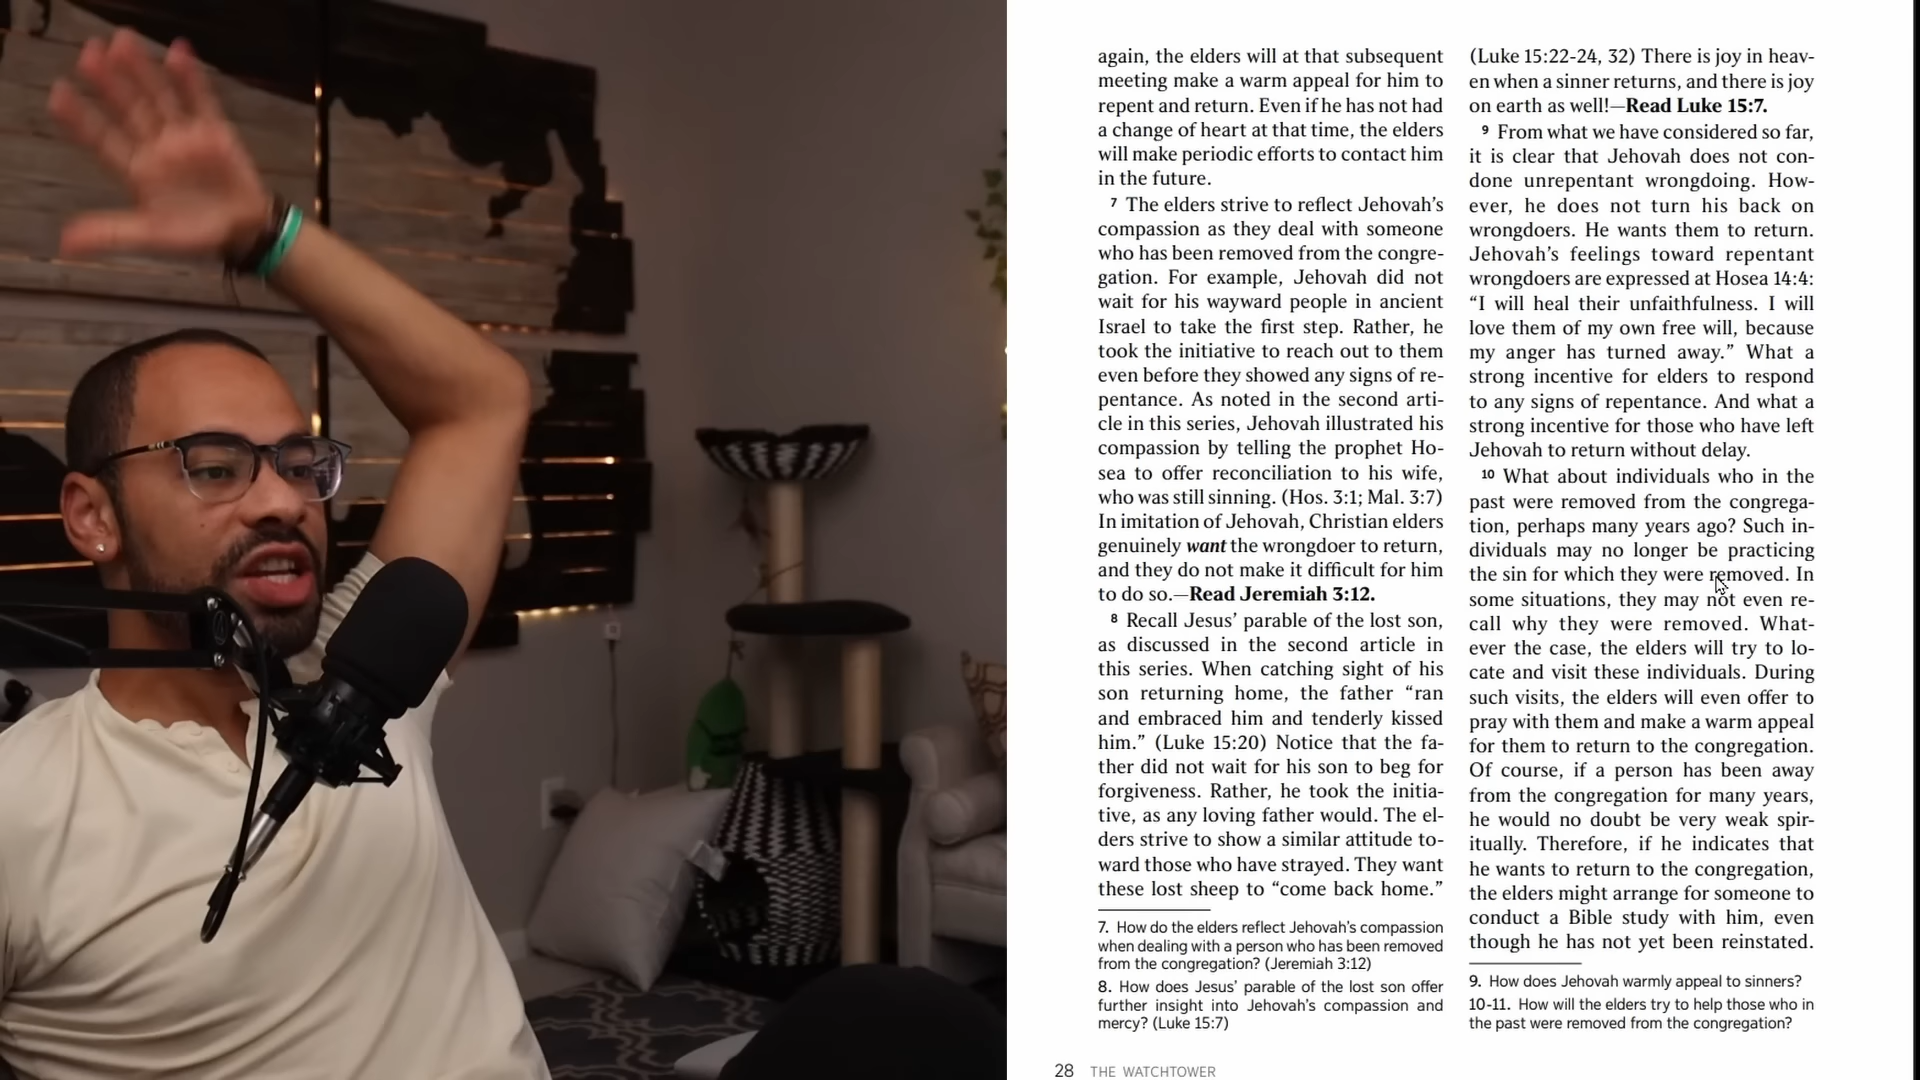 again, the elders will at that subsequent
meeting make a warm appeal for him to
repent and return. Even if he has not had
a change of heart at that time, the elders
will make periodic efforts to contact him
in the future.
7 The elders strive to reflect Jehovah’s
compassion as they deal with someone
who has been removed from the congre-
gation. For example, Jehovah did not
wait for his wayward people in ancient
Israel to take the first step. Rather, he
took the initiative to reach out to them
even before they showed any signs of re-
pentance. As noted in the second arti-
cle in this series, Jehovah illustrated his
compassion by telling the prophet Ho-
sea to offer reconciliation to his wife,
who was still sinning. (Hos. 3:1; Mal. 3:7)
In imitation of Jehovah, Christian elders
genuinely want the wrongdoer to return,
and they do not make it difficult for him
to do so.—Read Jeremiah 3:12.
8 Recall Jesus’ parable of the lost son,
as discussed in the second article in
this series. When catching sight of his
son returning home, the father “ran
and embraced him and tenderly kissed
him.” (Luke 15:20) Notice that the fa-
ther did not wait for his son to beg for
forgiveness. Rather, he took the initia-
tive, as any loving father would. The el-
ders strive to show a similar attitude to-
ward those who have strayed. They want
these lost sheep to “come back home.”
7. How do the elders reflect Jehovah’s compassion
when dealing with a person who has been removed
from the congregation? (Jeremiah 3:12)
8. How does Jesus’ parable of the lost son offer
further insight into Jehovah’s compassion and
mercy? (Luke 15:7)
(Luke 15:22-24, 32) There is joy in heav-
en when a sinner returns, and there is joy
on earth as well!—Read Luke 15:7.
9 From what we have considered so far,
it is clear that Jehovah does not con-
done unrepentant wrongdoing. How-
ever, he does not turn his back on
wrongdoers. He wants them to return.
Jehovah’s feelings toward repentant
wrongdoers are expressed at Hosea 14:4:
“I will heal their unfaithfulness. I will
love them of my own free will, because
my anger has turned away.” What a
strong incentive for elders to respond
to any signs of repentance. And what a
strong incentive for those who have left
Jehovah to return without delay.
10 What about individuals who in the
past were removed from the congrega-
tion, perhaps many years ago? Such in-
dividuals may no longer be practicing
the sin for which they were removed. In
some situations, they may not even re-
call why they were removed. What-
ever the case, the elders will try to lo-
cate and visit these individuals. During
such visits, the elders will even offer to
pray with them and make a warm appeal
for them to return to the congregation.
Of course, if a person has been away
from the congregation for many years,
he would no doubt be very weak spir-
itually. Therefore, if he indicates that
he wants to return to the congregation,
the elders might arrange for someone to
conduct a Bible study with him, even
though he has not yet been reinstated.
9. How does Jehovah warmly appeal to sinners?
10-11. How will the elders try to help those who in
the past were removed from the congregation?
28 THE WATCHTOWER